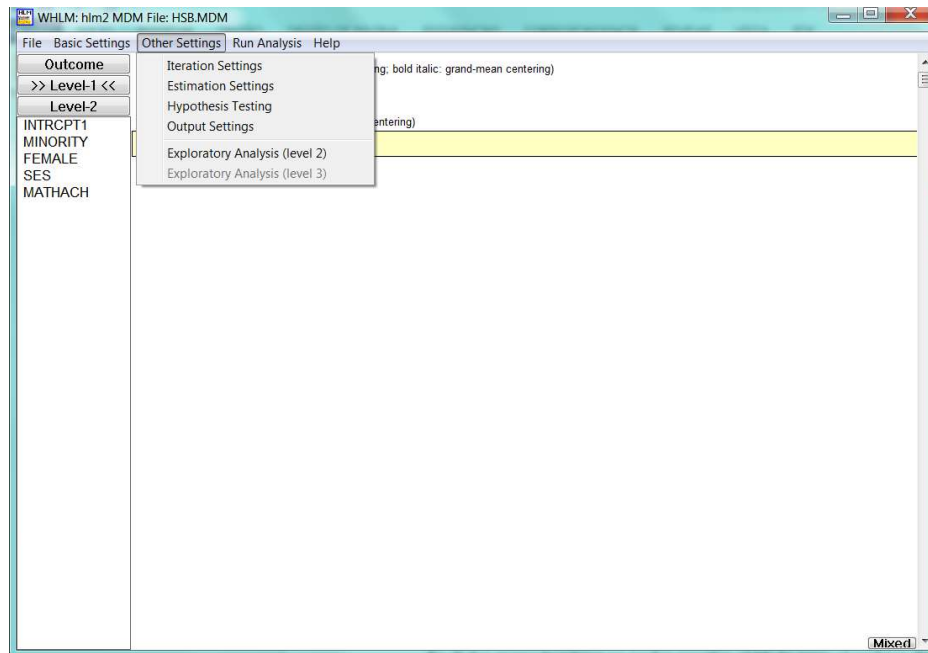 WHLM: hlm2 MDM File: HSB.MDM
File Basic Settings Other Settings Run Analysis Help
Outcome
>> Level-1 <<
Level-2
INTRCPT1
MINORITY
FEMALE
SES
MATHACH
Iteration Settings
Estimation Settings
Hypothesis Testing
Output Settings
Exploratory Analysis (level 2)
Exploratory Analysis (level 3)
ng; bold italic: grand-mean centering)
entering)
Mixed